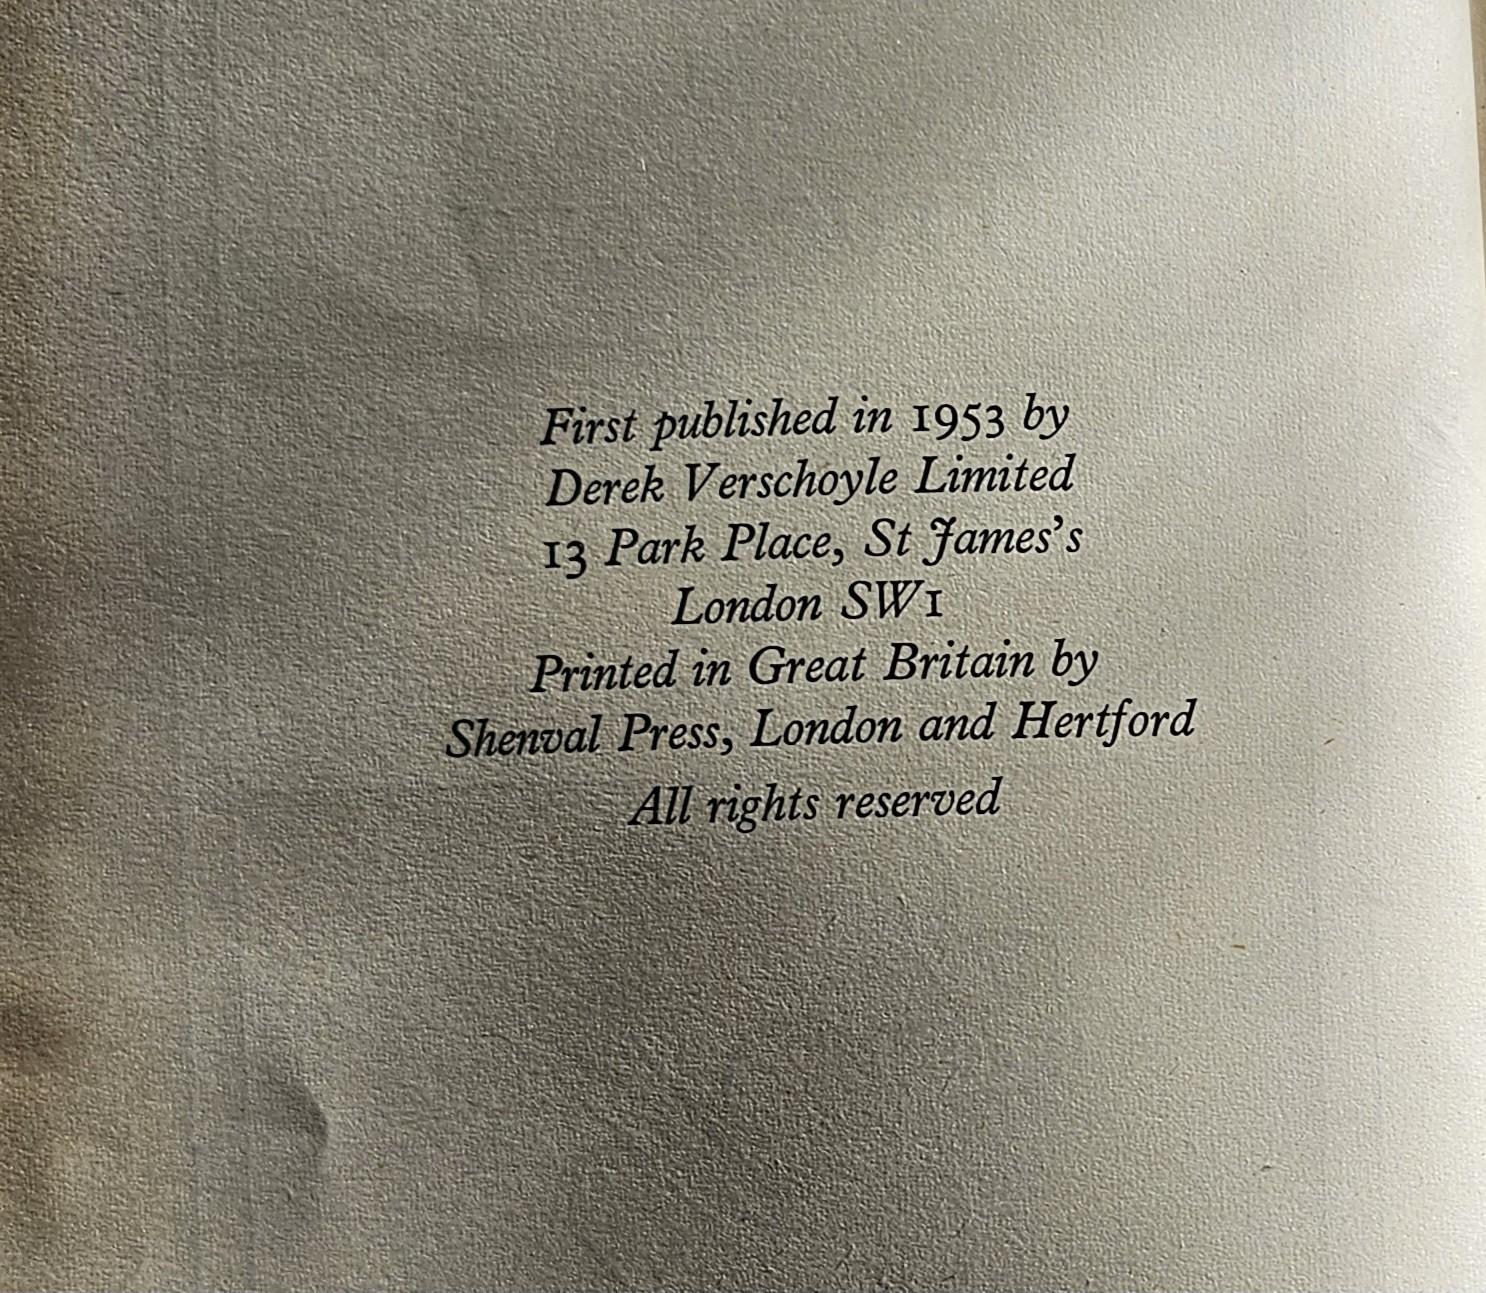 First published in 1953 by
Derek Verschoyle Limited
13 Park Place, St James’s
London SW1
Printed in Great Britain by
Shenval Press, London and Hertford
All rights reserved